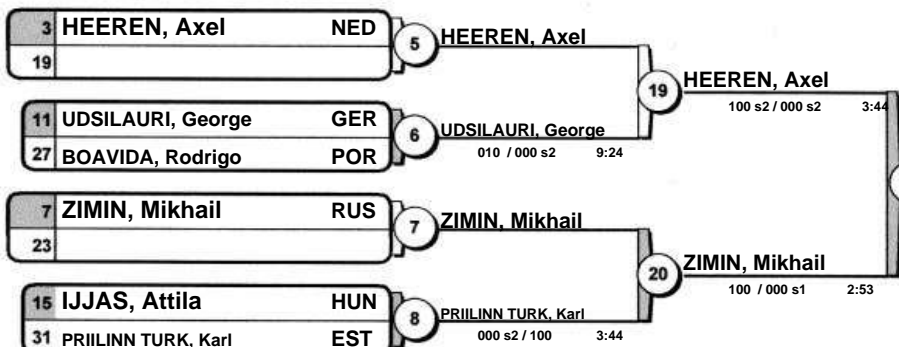 3 HEEREN, Axel NED
19
5
HEEREN, Axel
11 UDSILAURI, George GER
27 BOAVIDA, Rodrigo POR
6
UDSILAURI, George
010 / 000 s2 9:24
19
HEEREN, Axel
100 s2 / 000 s2 3:44
7 ZIMIN, Mikhail RUS
23
7
ZIMIN, Mikhail
15 IJJAS, Attila HUN
31 PRIILINN TURK, Karl EST
8
PRIILINN TURK, Karl
000 s2 / 100 3:44
20
ZIMIN, Mikhail
100 / 000 s1 2:53